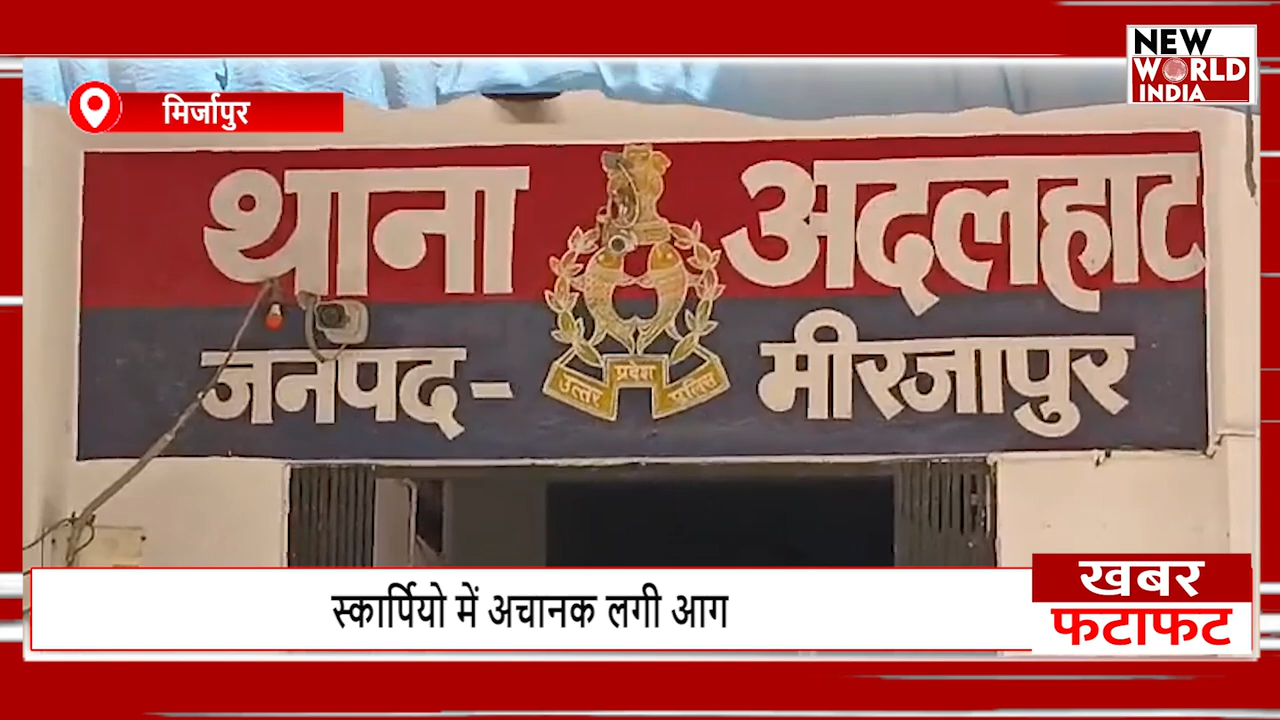 NEW
WORLD
INDIA
मिर्जापुर
थाना अदलहाट
जनपद- मीरजापुर
उत्तर प्रदेश पुलिस
स्कार्पियो में अचानक लगी आग
खबर
फटाफट